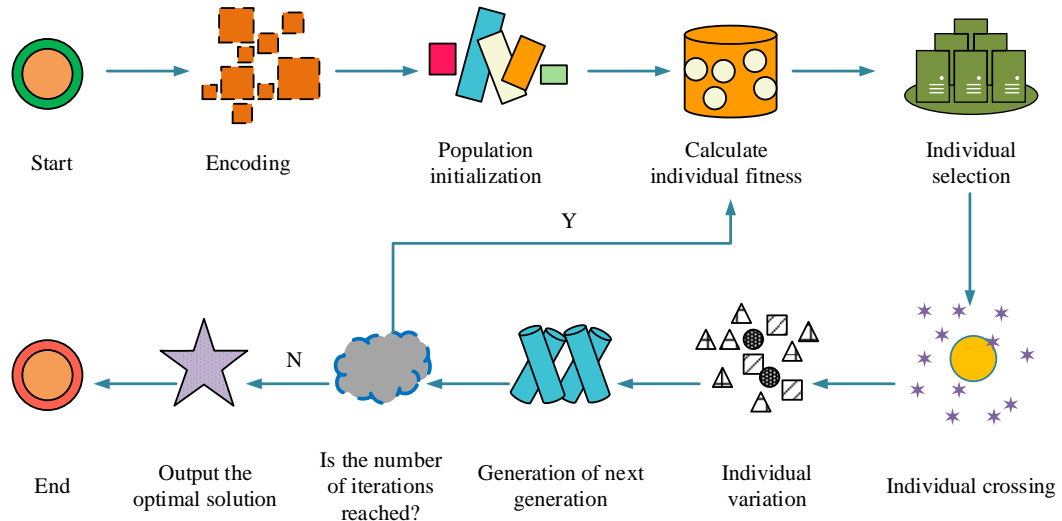 Start
Encoding
Population
initialization
Calculate
individual fitness
Individual
selection
Y
N
End
Output the
optimal solution
Is the number
of iterations
reached?
Generation of next
generation
Individual
variation
Individual crossing